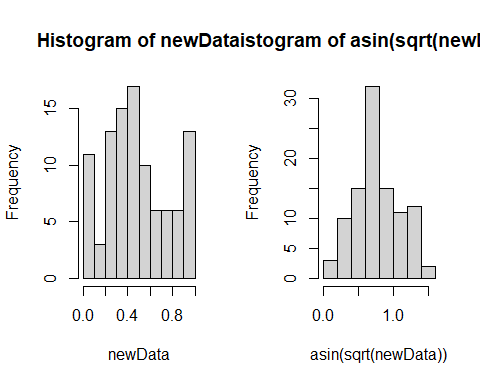 Histogram of newDataistogram of asin(sqrt(newl
Frequency
0
5
10
15
0.0
0.4
0.8
newData
Frequency
0
5
10
20
30
0.0
1.0
asin(sqrt(newData))